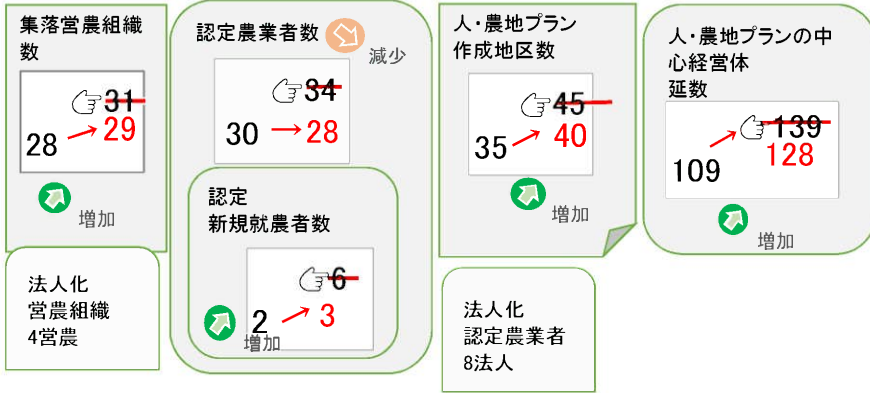 集落営農組織
数
☞31
28 → 29
増加
法人化
営農組織
4営農
認定農業者数
減少
☞34
30 → 28
認定
新規就農者数
☞6
2 → 3
増加
人・農地プラン
作成地区数
☞45
35 → 40
増加
法人化
認定農業者
8法人
人・農地プランの中
心経営体
延数
☞139
109 → 128
増加